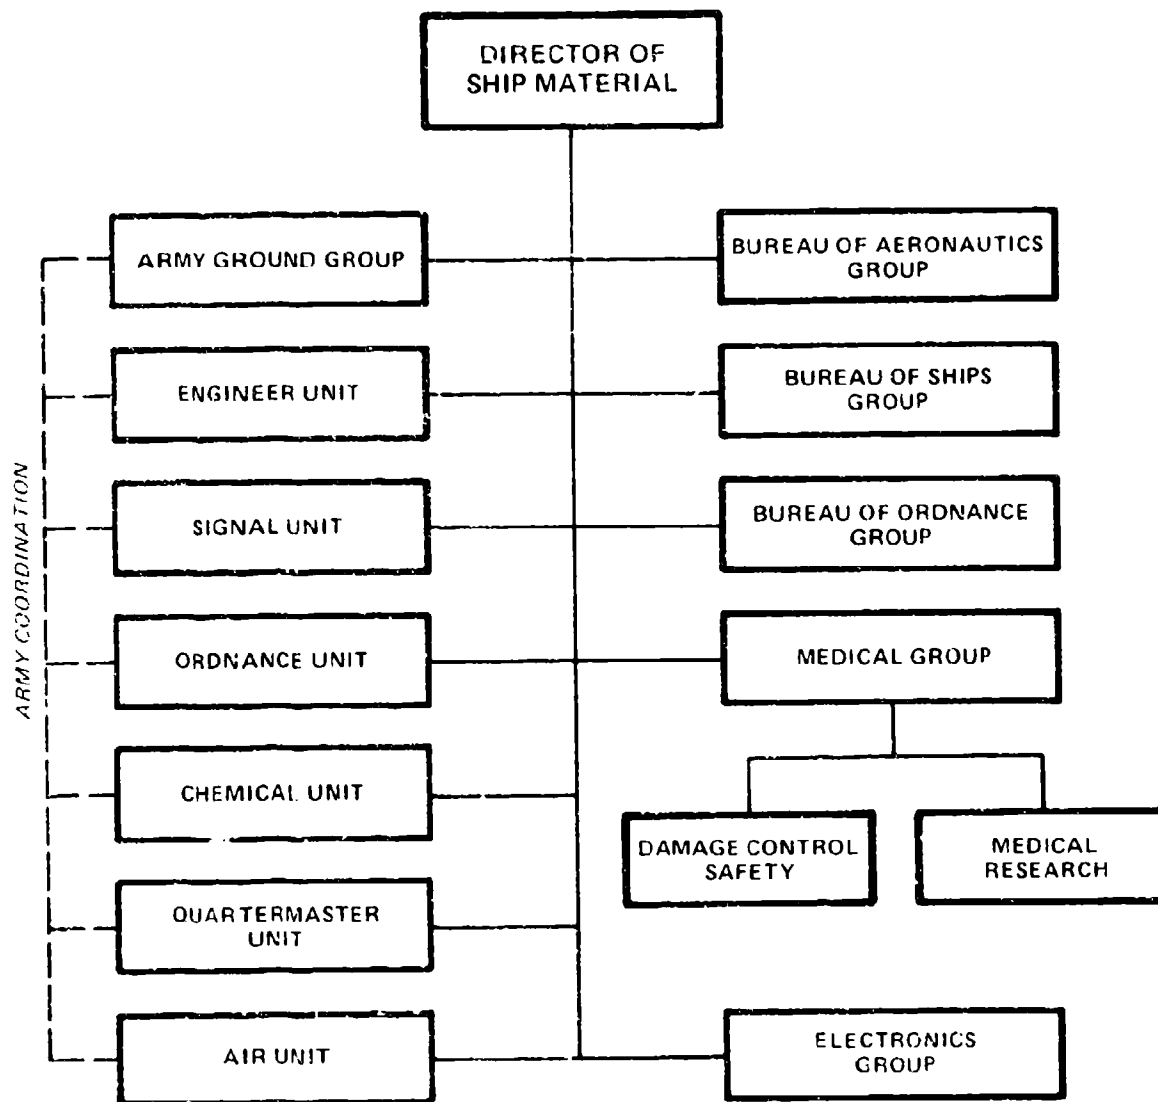 DIRECTOR OF
SHIP MATERIAL
ARMY GROUND GROUP
BUREAU OF AERONAUTICS
GROUP
ENGINEER UNIT
BUREAU OF SHIPS
GROUP
ARMY COORDINATION
SIGNAL UNIT
BUREAU OF ORDNANCE
GROUP
ORDNANCE UNIT
MEDICAL GROUP
CHEMICAL UNIT
DAMAGE CONTROL
SAFETY
MEDICAL
RESEARCH
QUARTERMASTER
UNIT
AIR UNIT
ELECTRONICS
GROUP